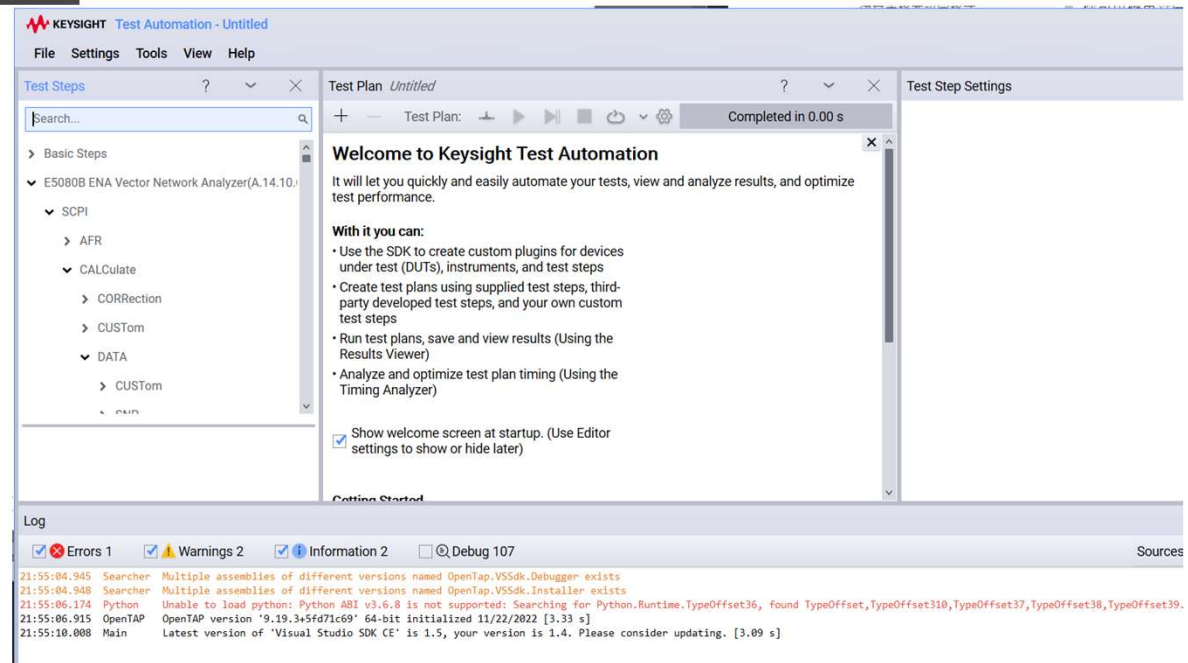 KEYSIGHT Test Automation - Untitled
File Settings Tools View Help
Test Steps ?
Search...
Basic Steps
E5080B ENA Vector Network Analyzer(A.14.10.
SCPI
AFR
CALCulate
CORRection
CUSTom
DATA
CUSTom
Test Plan Untitled ?
Test Plan: Completed in 0.00 s
Welcome to Keysight Test Automation
It will let you quickly and easily automate your tests, view and analyze results, and optimize
test performance.
With it you can:
• Use the SDK to create custom plugins for devices
under test (DUTs), instruments, and test steps
• Create test plans using supplied test steps, third-
party developed test steps, and your own custom
test steps
• Run test plans, save and view results (Using the
Results Viewer)
• Analyze and optimize test plan timing (Using the
Timing Analyzer)
Show welcome screen at startup. (Use Editor
settings to show or hide later)
Getting Started
Test Step Settings
Log
Errors 1 Warnings 2 Information 2 Debug 107 Sources
21:55:04.945 Searcher Multiple assemblies of different versions named OpenTap.VSSdk.Debugger exists
21:55:04.948 Searcher Multiple assemblies of different versions named OpenTap.VSSdk.Installer exists
21:55:06.174 Python Unable to load python: Python ABI v3.6.8 is not supported: Searching for Python.Runtime.TypeOffset36, found TypeOffset,TypeOffset310,TypeOffset37,TypeOffset38,TypeOffset39.
21:55:06.915 OpenTAP OpenTAP version '9.19.3+5fd71c69' 64-bit initialized 11/22/2022 [3.33 s]
21:55:10.008 Main Latest version of 'Visual Studio SDK CE' is 1.5, your version is 1.4. Please consider updating. [3.09 s]